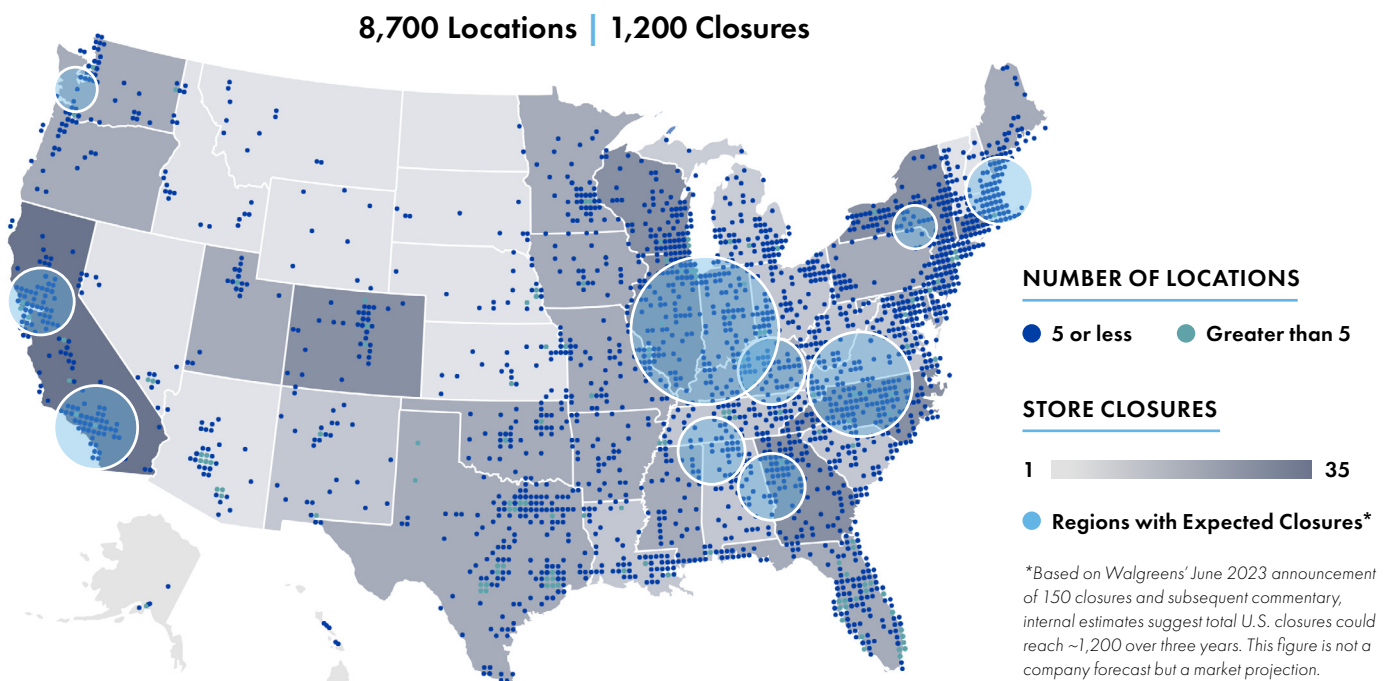 8,700 Locations | 1,200 Closures
NUMBER OF LOCATIONS
5 or less
Greater than 5
STORE CLOSURES
1
35
Regions with Expected Closures*
*Based on Walgreens' June 2023 announcement
of 150 closures and subsequent commentary,
internal estimates suggest total U.S. closures could
reach ~1,200 over three years. This figure is not a
company forecast but a market projection.